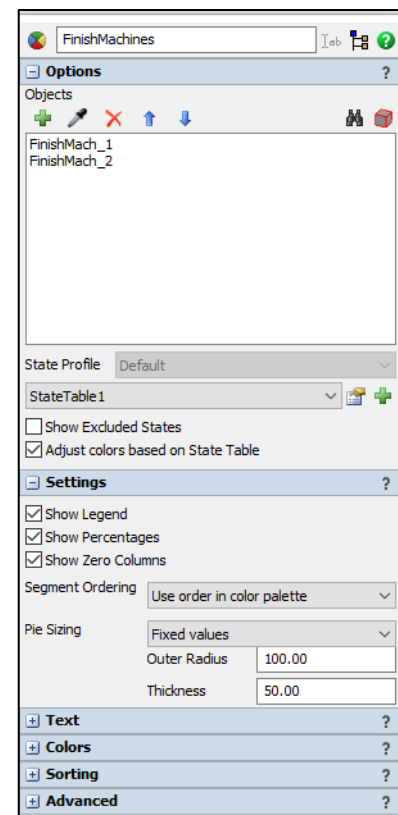 FinishMachines
Options ?
Objects
FinishMach_1
FinishMach_2
State Profile Default
StateTable1
Show Excluded States
Adjust colors based on State Table
Settings ?
Show Legend
Show Percentages
Show Zero Columns
Segment Ordering Use order in color palette
Pie Sizing Fixed values
Outer Radius 100.00
Thickness 50.00
Text ?
Colors ?
Sorting ?
Advanced ?